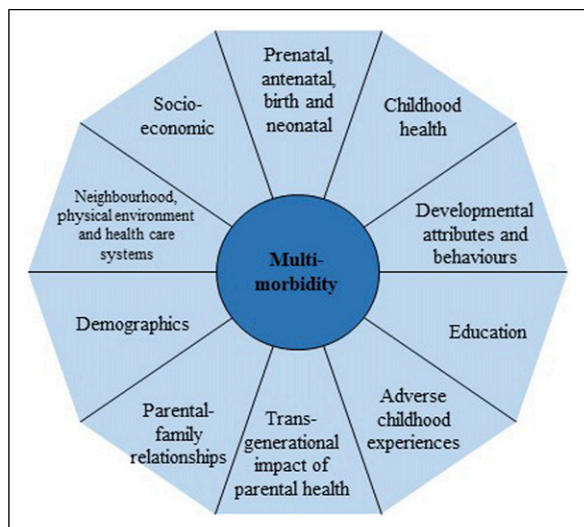 Prenatal,
antenatal,
birth and
neonatal
Childhood
health
Developmental
attributes and
behaviours
Education
Adverse
childhood
experiences
Trans-
generational
impact of
parental health
Parental-
family
relationships
Demographics
Neighbourhood,
physical environment
and health care
systems
Socio-
economic
Multi-
morbidity